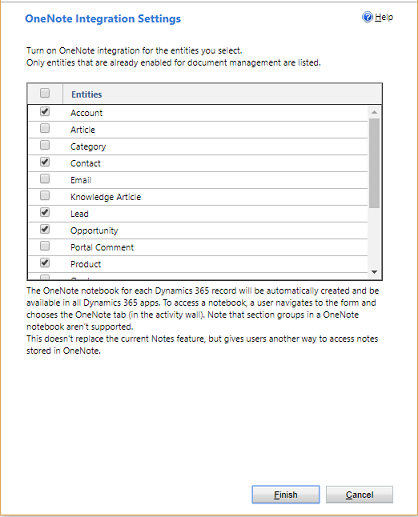 OneNote Integration Settings
Help
Turn on OneNote integration for the entities you select.
Only entities that are already enabled for document management are listed.
Entities
Account
Article
Category
Contact
Email
Knowledge Article
Lead
Opportunity
Portal Comment
Product
The OneNote notebook for each Dynamics 365 record will be automatically created and be
available in all Dynamics 365 apps. To access a notebook, a user navigates to the form and
chooses the OneNote tab (in the activity wall). Note that section groups in a OneNote
notebook aren't supported.
This doesn't replace the current Notes feature, but gives users another way to access notes
stored in OneNote.
Finish
Cancel